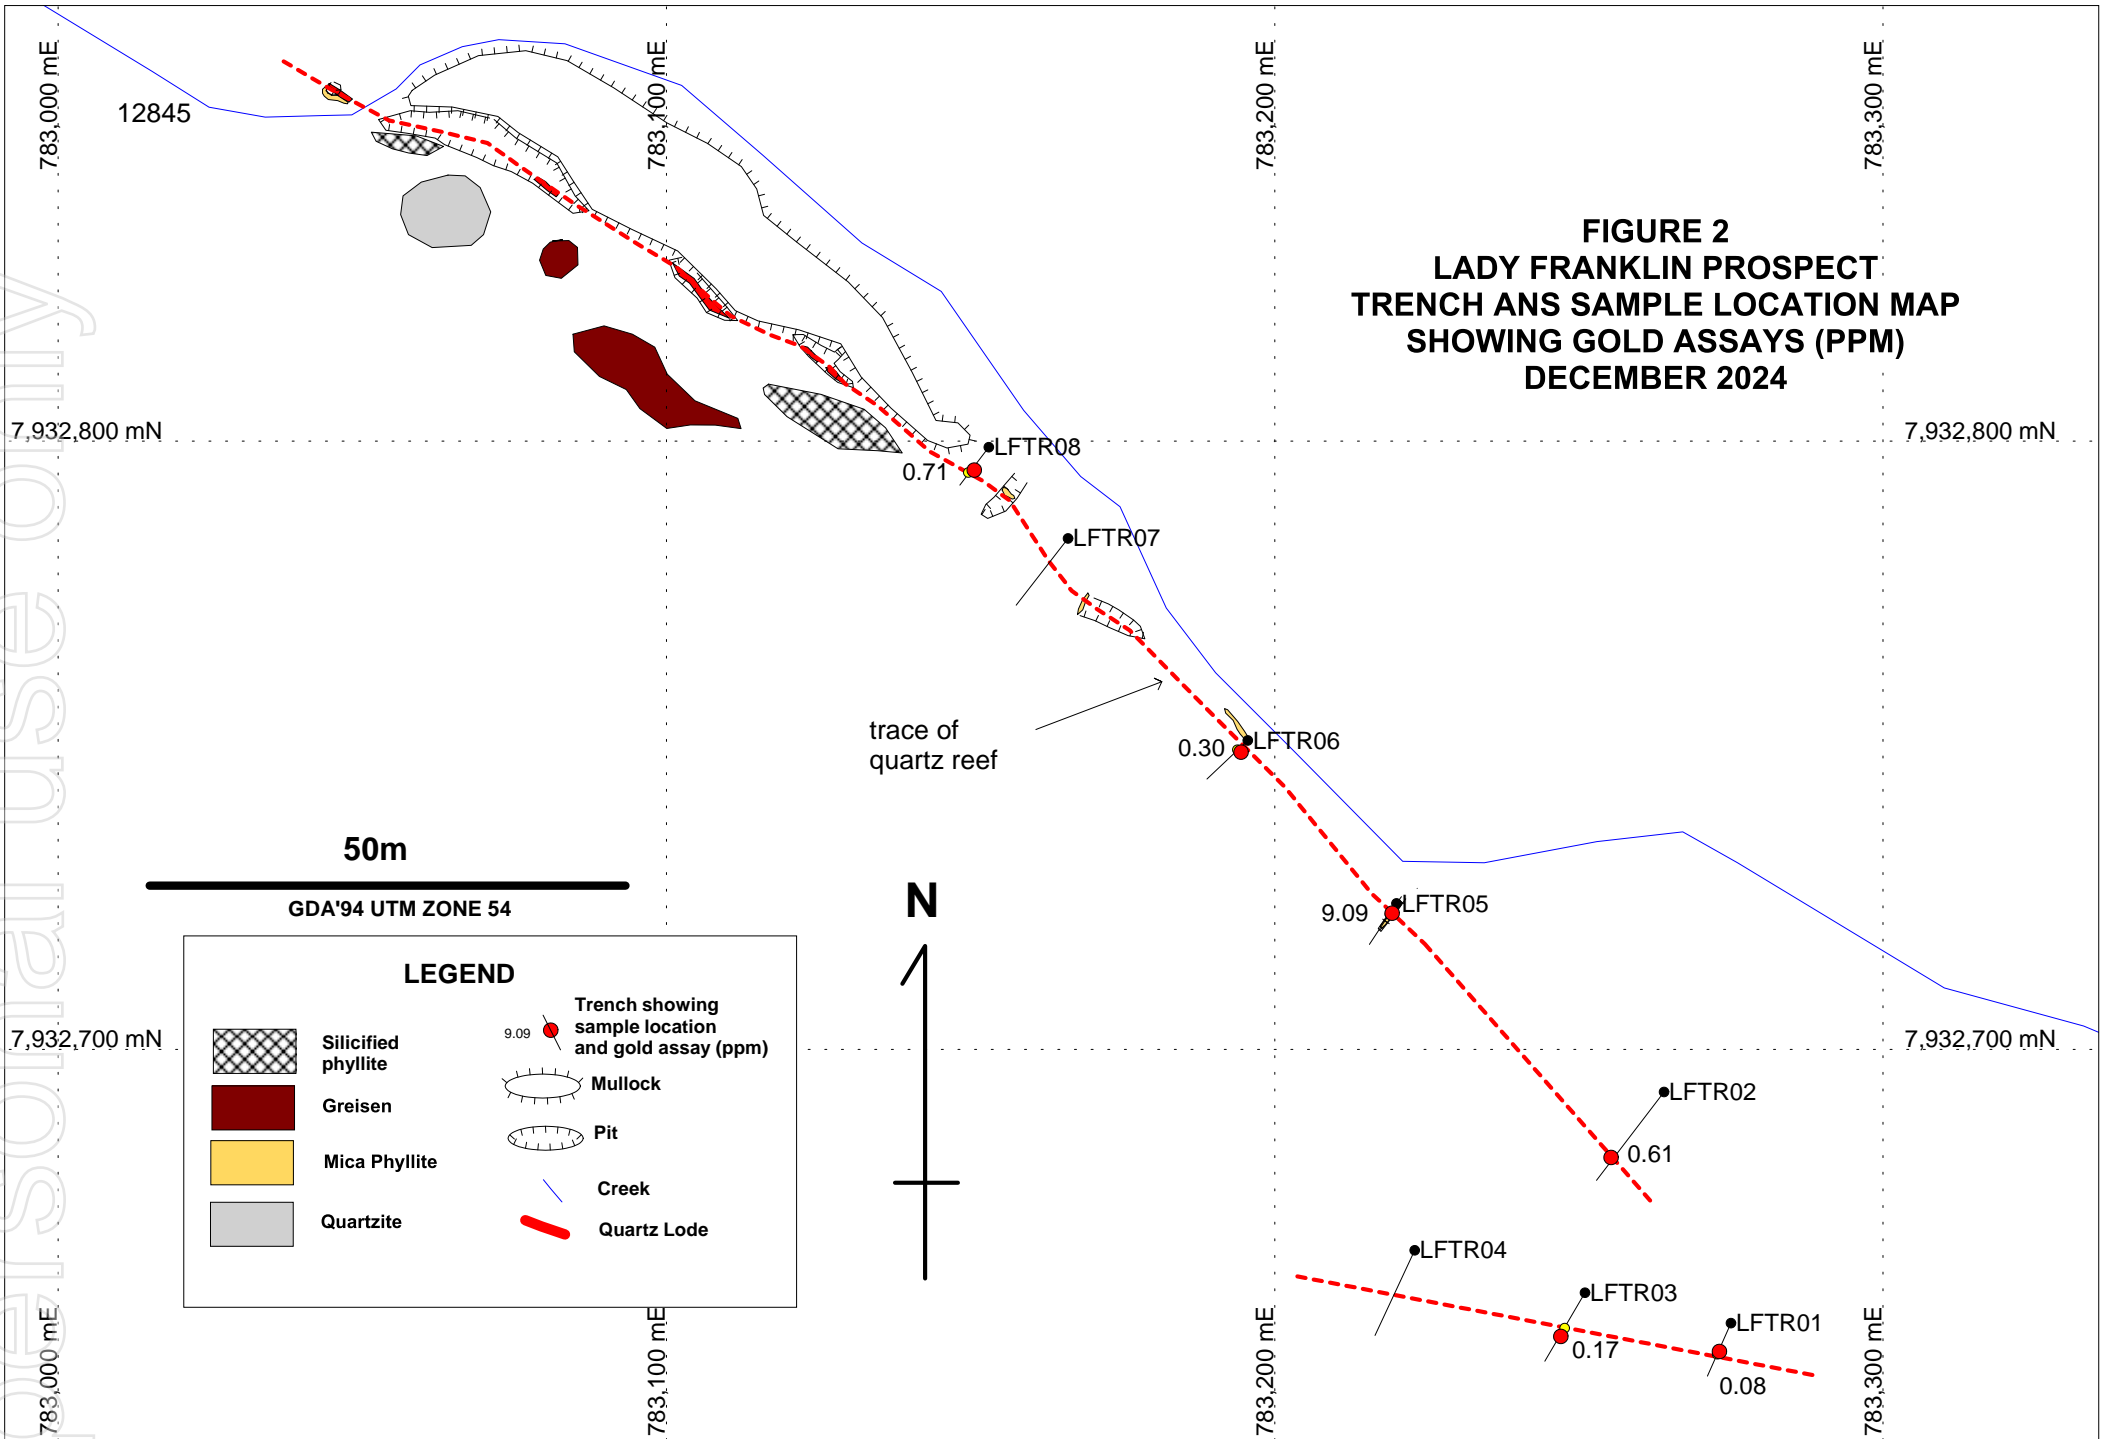 783,000 mE
783,100 mE
783,200 mE
783,300 mE
12845
FIGURE 2
LADY FRANKLIN PROSPECT
TRENCH ANS SAMPLE LOCATION MAP
SHOWING GOLD ASSAYS (PPM)
DECEMBER 2024
7,932,800 mN
7,932,800 mN
LFTR08
0.71
LFTR07
trace of
quartz reef
LFTR06
0.30
50m
GDA'94 UTM ZONE 54
N
LFTR05
9.09
LEGEND
Silicified
phyllite
Greisen
Mica Phyllite
Quartzite
9.09
Trench showing
sample location
and gold assay (ppm)
Mullock
Pit
Creek
Quartz Lode
7,932,700 mN
7,932,700 mN
LFTR02
0.61
LFTR04
LFTR03
0.17
LFTR01
0.08
783,000 mE
783,100 mE
783,200 mE
783,300 mE
personal use only